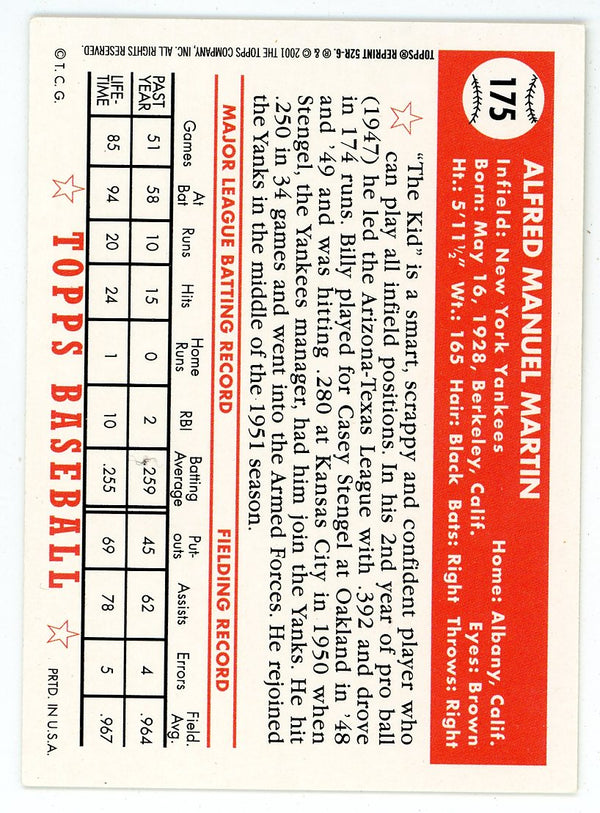 175
ALFRED MANUEL MARTIN
Infield: New York Yankees Home: Albany, Calif.
Born: May 16, 1928, Berkeley, Calif. Eyes: Brown
Ht.: 5'11½" Wt.: 165 Hair: Black Bats: Right Throws: Right
"The Kid" is a smart, scrappy and confident player who
can play all infield positions. In his 2nd year of pro ball
(1947) he led the Arizona-Texas League with .392 and drove
in 174 runs. Billy played for Casey Stengel at Oakland in '48
and '49 and was hitting .280 at Kansas City in 1950 when
Stengel, the Yankees manager, had him join the Yanks. He hit
.250 in 34 games and went into the Armed Forces. He rejoined
the Yanks in the middle of the 1951 season.
MAJOR LEAGUE BATTING RECORD FIELDING RECORD
Games At Bat Runs Hits Home Runs RBI Batting Average Put-outs Assists Errors Field. Avg.
PAST YEAR 51 58 10 15 0 2 .259 45 62 4 .964
LIFE-TIME 85 94 20 24 1 10 .255 69 78 5 .967
TOPPS BASEBALL
© T.C.G.
PRTD. IN U.S.A.
TOPPS® REPRINT 52R-6. ® & © 2001 THE TOPPS COMPANY, INC. ALL RIGHTS RESERVED.